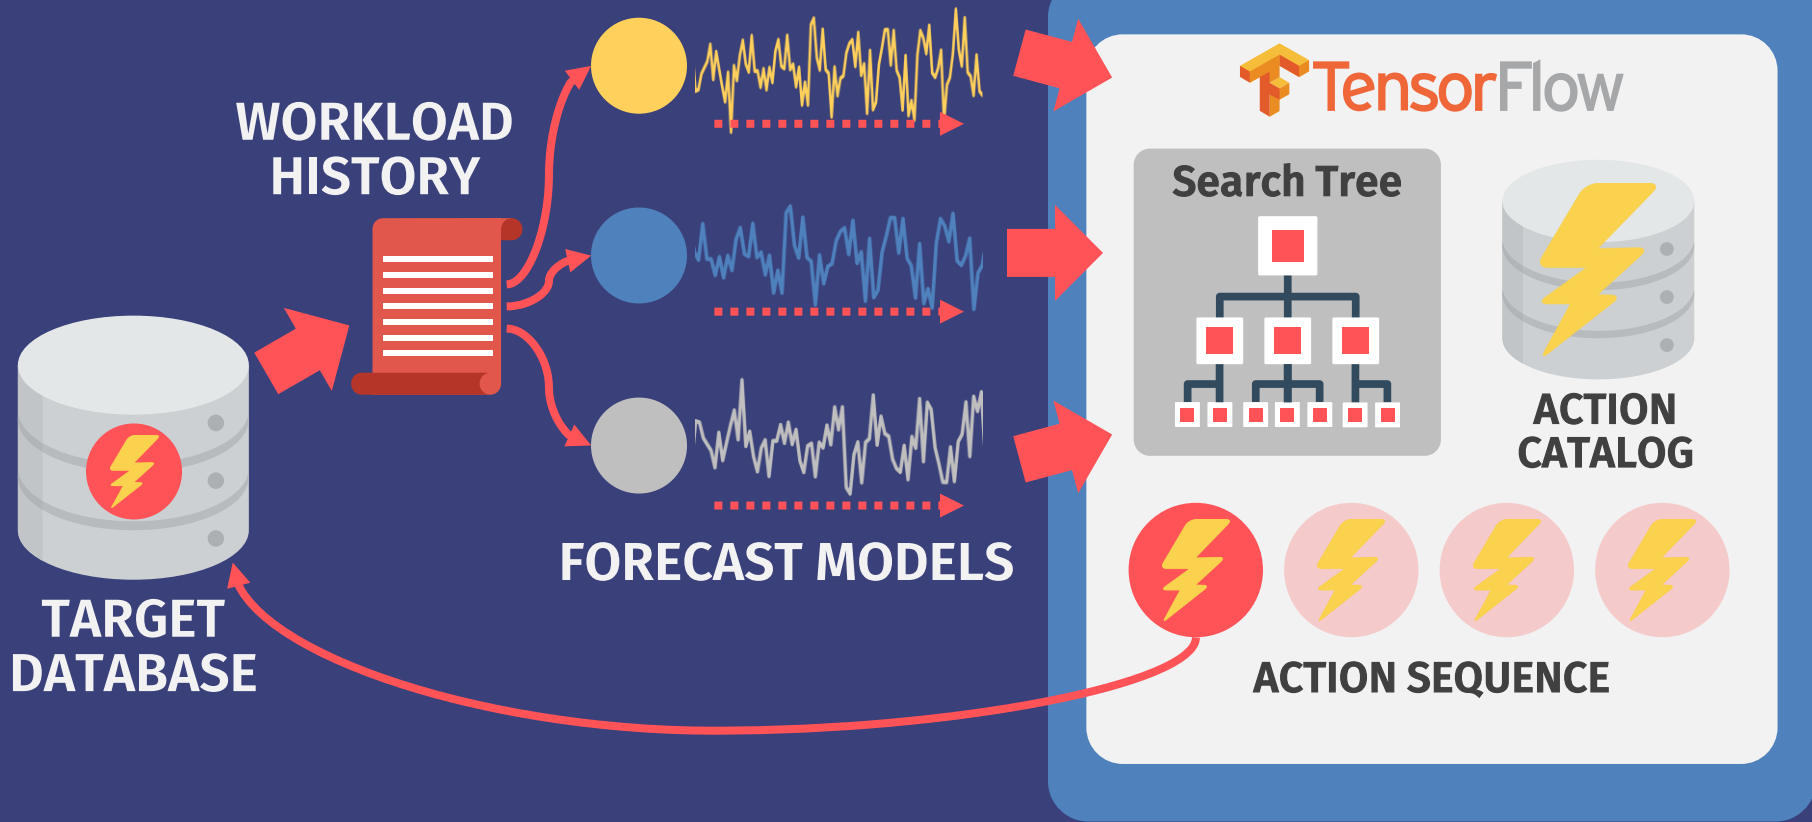 WORKLOAD
HISTORY
TARGET
DATABASE
FORECAST MODELS
TensorFlow
Search Tree
ACTION
CATALOG
ACTION SEQUENCE